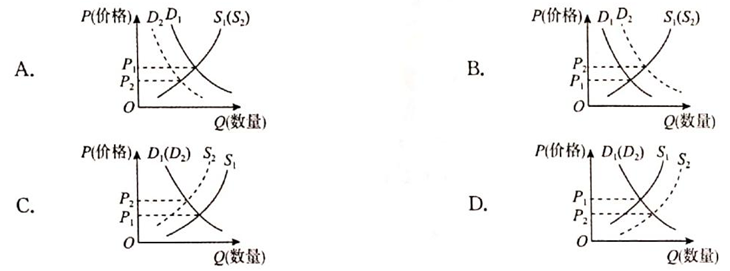 A.
P(价格) D₂ D₁ S₁(S₂)
P₁
P₂
O
Q(数量)
B.
P(价格) D₁ D₂ S₁(S₂)
P₂
P₁
O
Q(数量)
C.
P(价格) D₁(D₂) S₂ S₁
P₂
P₁
O
Q(数量)
D.
P(价格) D₁(D₂) S₁ S₂
P₁
P₂
O
Q(数量)